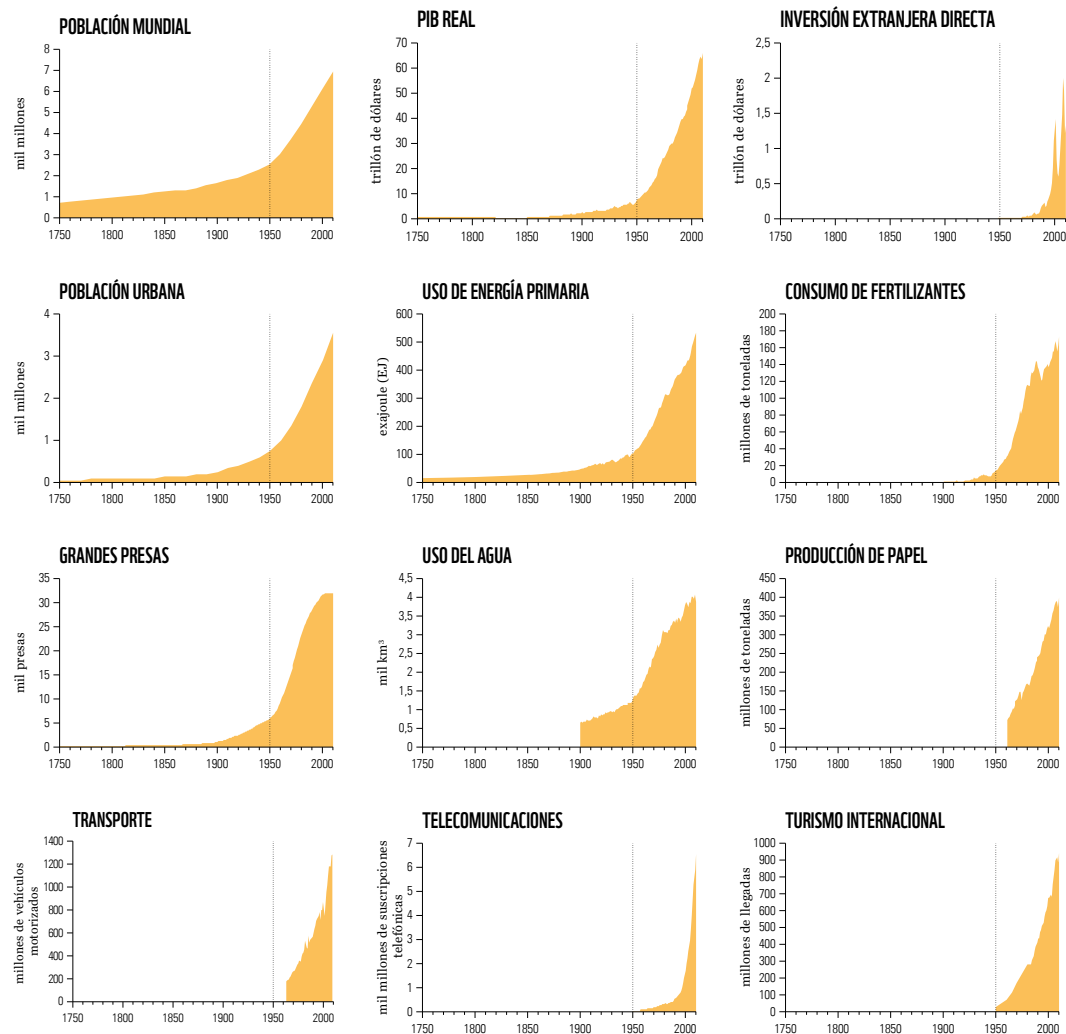 POBLACIÓN MUNDIAL
mil millones
8
7
6
5
4
3
2
1
0
1750 1800 1850 1900 1950 2000
PIB REAL
trillón de dólares
70
60
50
40
30
20
10
0
1750 1800 1850 1900 1950 2000
INVERSIÓN EXTRANJERA DIRECTA
trillón de dólares
2,5
2
1,5
1
0,5
0
1750 1800 1850 1900 1950 2000
POBLACIÓN URBANA
mil millones
4
3
2
1
0
1750 1800 1850 1900 1950 2000
USO DE ENERGÍA PRIMARIA
exajoule (EJ)
600
500
400
300
200
100
0
1750 1800 1850 1900 1950 2000
CONSUMO DE FERTILIZANTES
millones de toneladas
200
180
160
140
120
100
80
60
40
20
0
1750 1800 1850 1900 1950 2000
GRANDES PRESAS
mil presas
35
30
25
20
15
10
5
0
1750 1800 1850 1900 1950 2000
USO DEL AGUA
mil km³
4,5
4
3,5
3
2,5
2
1,5
1
0,5
0
1750 1800 1850 1900 1950 2000
PRODUCCIÓN DE PAPEL
millones de toneladas
450
400
350
300
250
200
150
100
50
0
1750 1800 1850 1900 1950 2000
TRANSPORTE
millones de vehículos
motorizados
1400
1200
1000
800
600
400
200
0
1750 1800 1850 1900 1950 2000
TELECOMUNICACIONES
mil millones de suscripciones
telefónicas
7
6
5
4
3
2
1
0
1750 1800 1850 1900 1950 2000
TURISMO INTERNACIONAL
millones de llegadas
1000
900
800
700
600
500
400
300
200
100
0
1750 1800 1850 1900 1950 2000